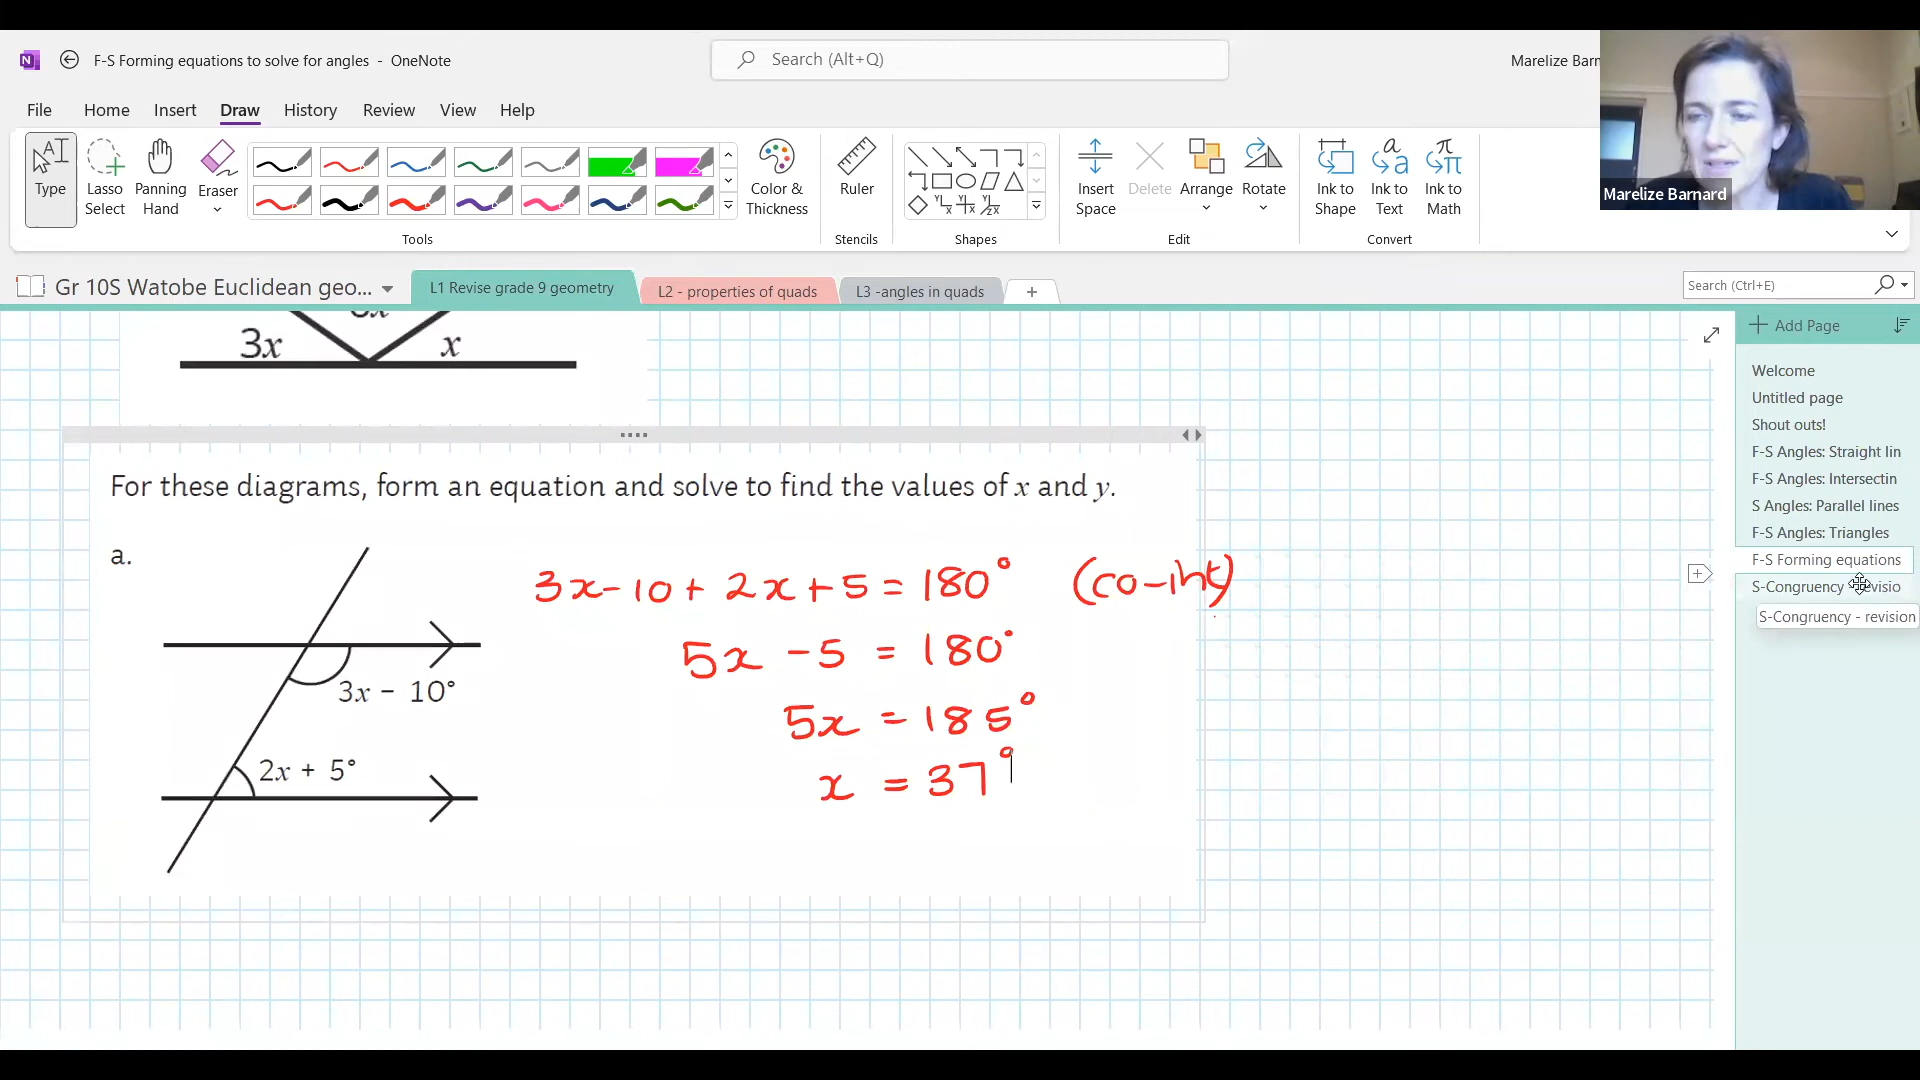 F-S Forming equations to solve for angles - OneNote
Search (Alt+Q)
Marelize Barn
File Home Insert Draw History Review View Help
Type
Lasso Select
Panning Hand
Eraser
Color & Thickness
Ruler
Insert Space
Delete
Arrange
Rotate
Ink to Shape
Ink to Text
Ink to Math
Tools
Stencils
Shapes
Edit
Convert
Marelize Barnard
Gr 10S Watobe Euclidean geo...
L1 Revise grade 9 geometry
L2 - properties of quads
L3 -angles in quads
Search (Ctrl+E)
3x
x
For these diagrams, form an equation and solve to find the values of x and y.
a.
3x - 10°
2x + 5°
3x-10 + 2x+5 = 180° (co-int)
5x - 5 = 180°
5x = 185°
x = 37°
Add Page
Welcome
Untitled page
Shout outs!
F-S Angles: Straight lin
F-S Angles: Intersectin
S Angles: Parallel lines
F-S Angles: Triangles
F-S Forming equations
S-Congruency - revisio
S-Congruency - revision